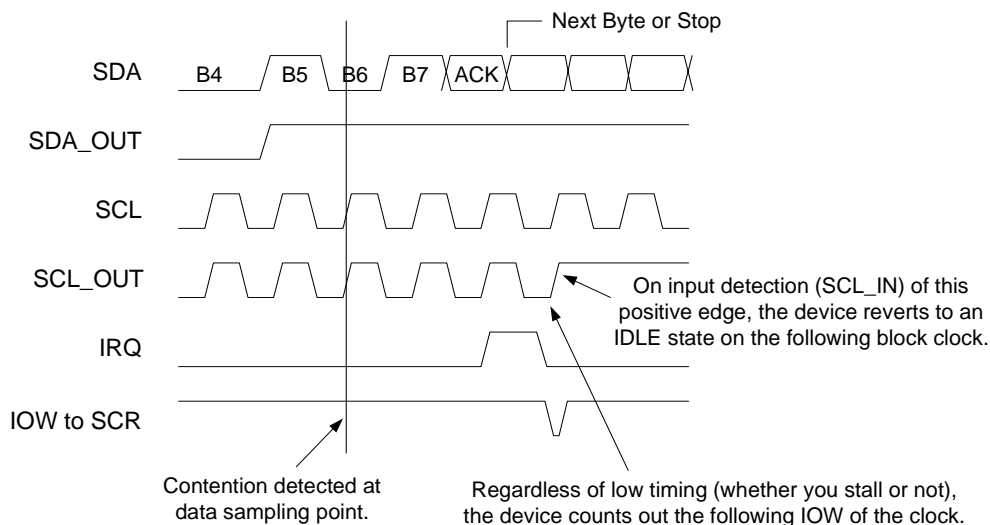 Next Byte or Stop
SDA B4 B5 B6 B7 ACK
SDA_OUT
SCL
SCL_OUT
On input detection (SCL_IN) of this
positive edge, the device reverts to an
IDLE state on the following block clock.
IRQ
IOW to SCR
Contention detected at
data sampling point.
Regardless of low timing (whether you stall or not),
the device counts out the following IOW of the clock.